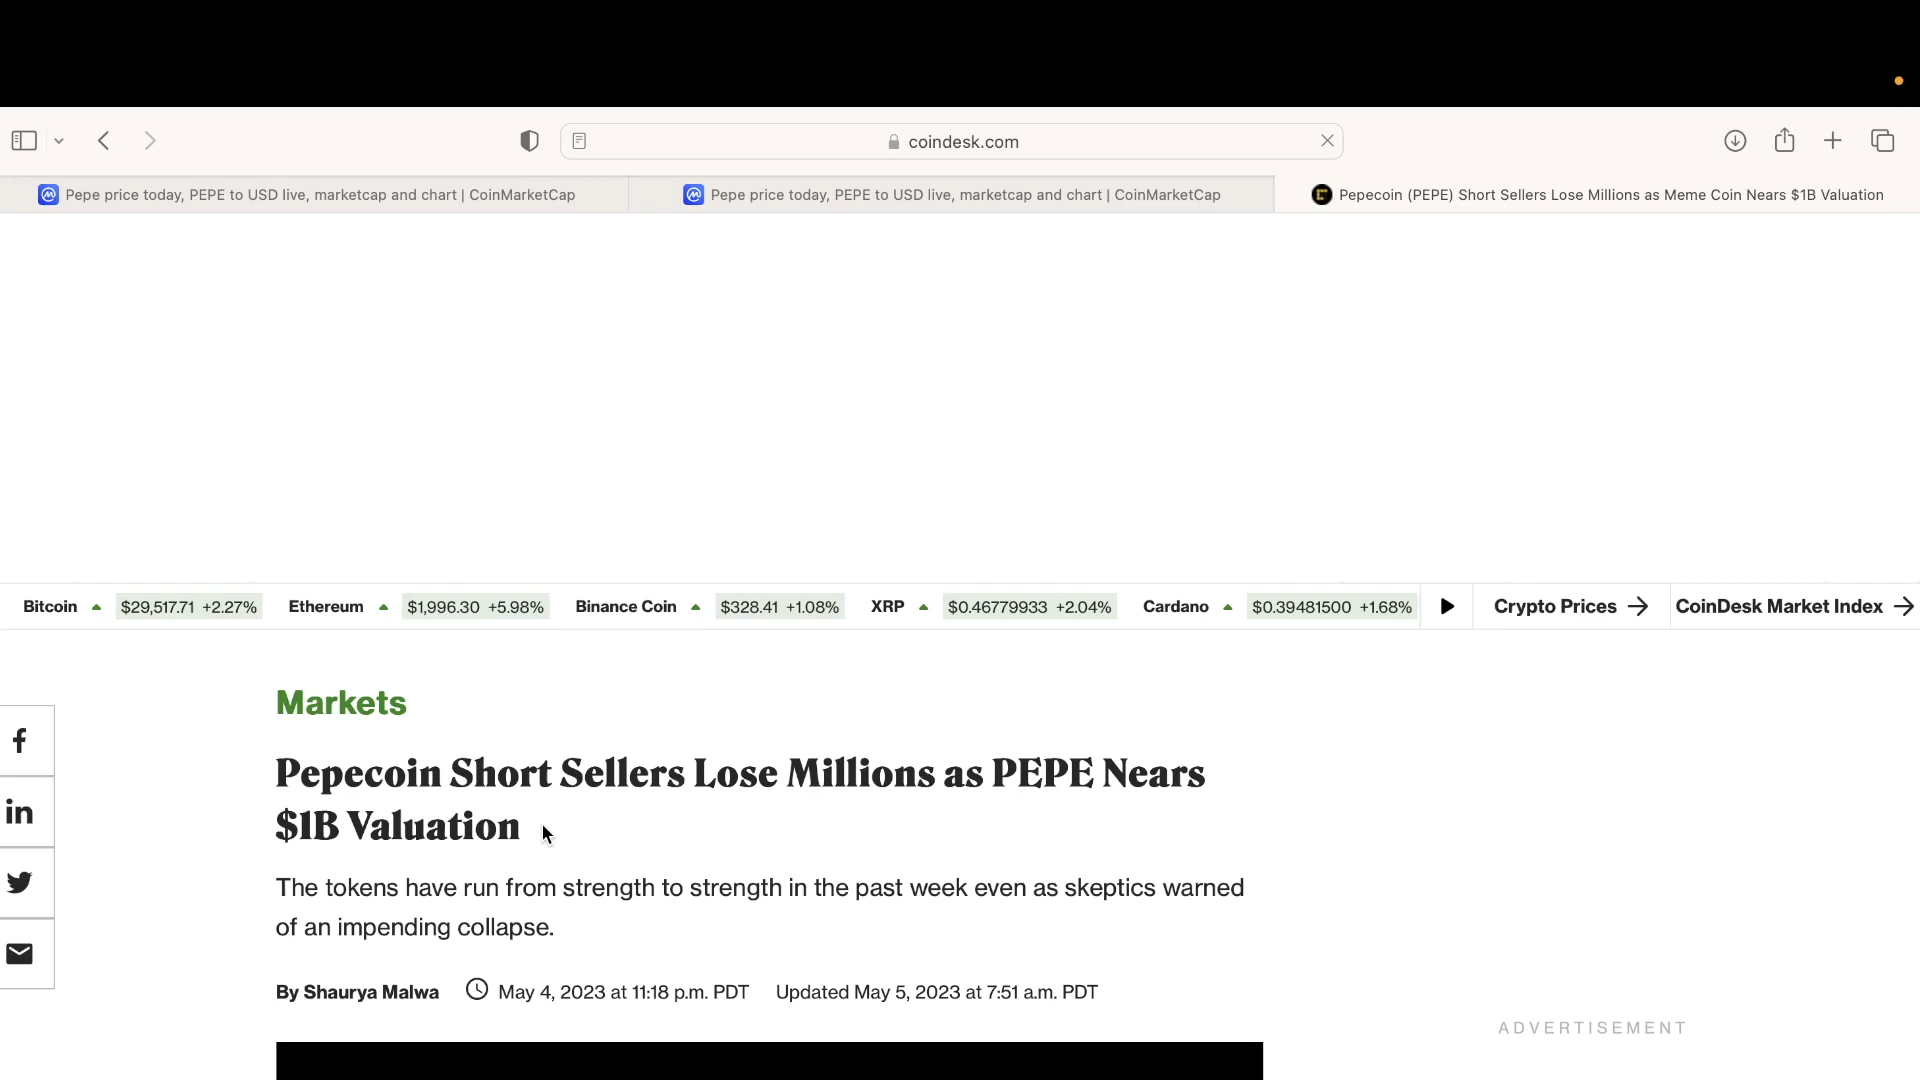 coindesk.com
Pepe price today, PEPE to USD live, marketcap and chart | CoinMarketCap
Pepe price today, PEPE to USD live, marketcap and chart | CoinMarketCap
Pepecoin (PEPE) Short Sellers Lose Millions as Meme Coin Nears $1B Valuation
Bitcoin $29,517.71 +2.27% Ethereum $1,996.30 +5.98% Binance Coin $328.41 +1.08% XRP $0.46779933 +2.04% Cardano $0.39481500 +1.68% Crypto Prices → CoinDesk Market Index →
Markets
Pepecoin Short Sellers Lose Millions as PEPE Nears
$1B Valuation
The tokens have run from strength to strength in the past week even as skeptics warned
of an impending collapse.
By Shaurya Malwa May 4, 2023 at 11:18 p.m. PDT Updated May 5, 2023 at 7:51 a.m. PDT
ADVERTISEMENT